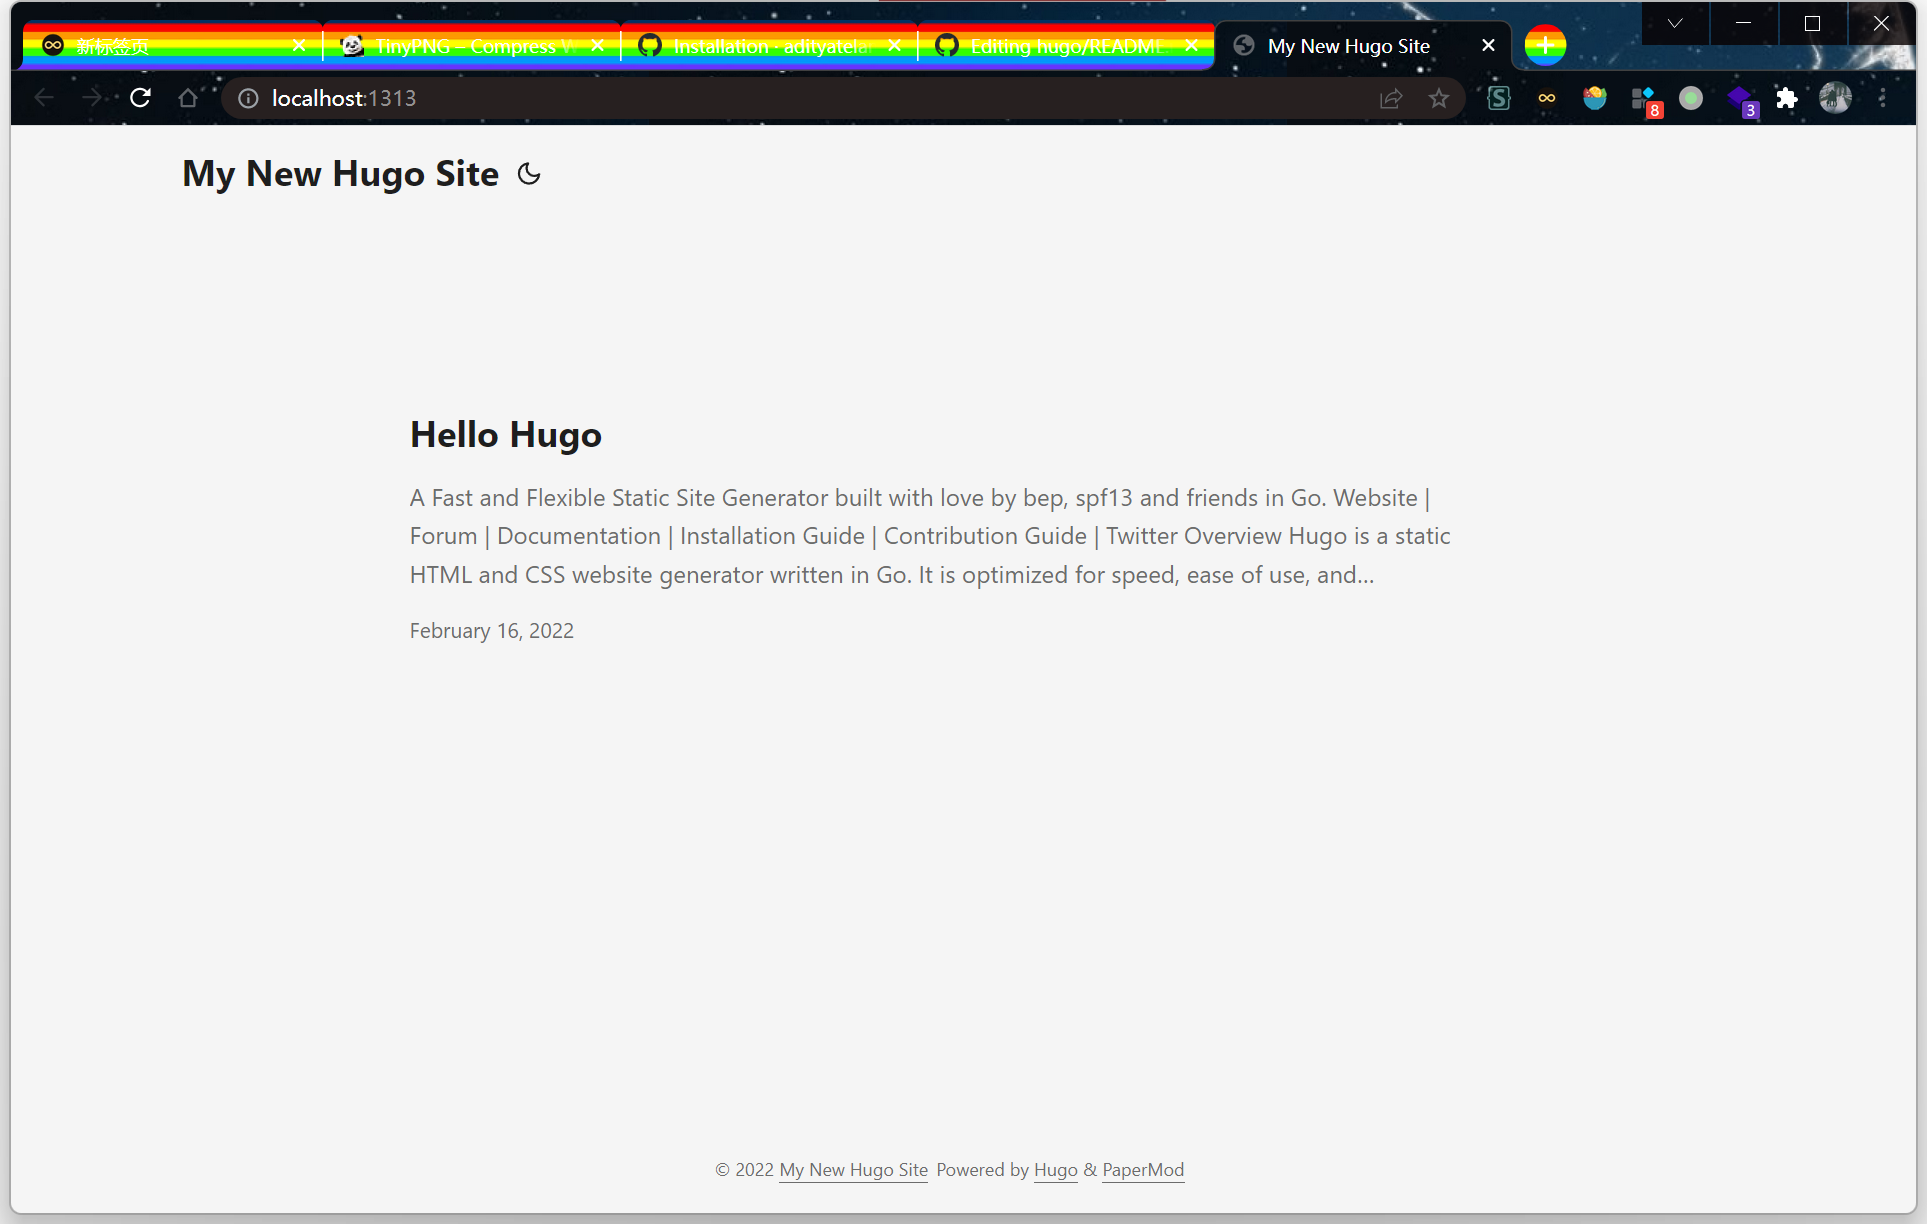 新标签页
TinyPNG – Compress W
Installation · adityatela
Editing hugo/README.
My New Hugo Site
localhost:1313
8
3
My New Hugo Site
Hello Hugo
A Fast and Flexible Static Site Generator built with love by bep, spf13 and friends in Go. Website |
Forum | Documentation | Installation Guide | Contribution Guide | Twitter Overview Hugo is a static
HTML and CSS website generator written in Go. It is optimized for speed, ease of use, and...
February 16, 2022
© 2022 My New Hugo Site Powered by Hugo & PaperMod